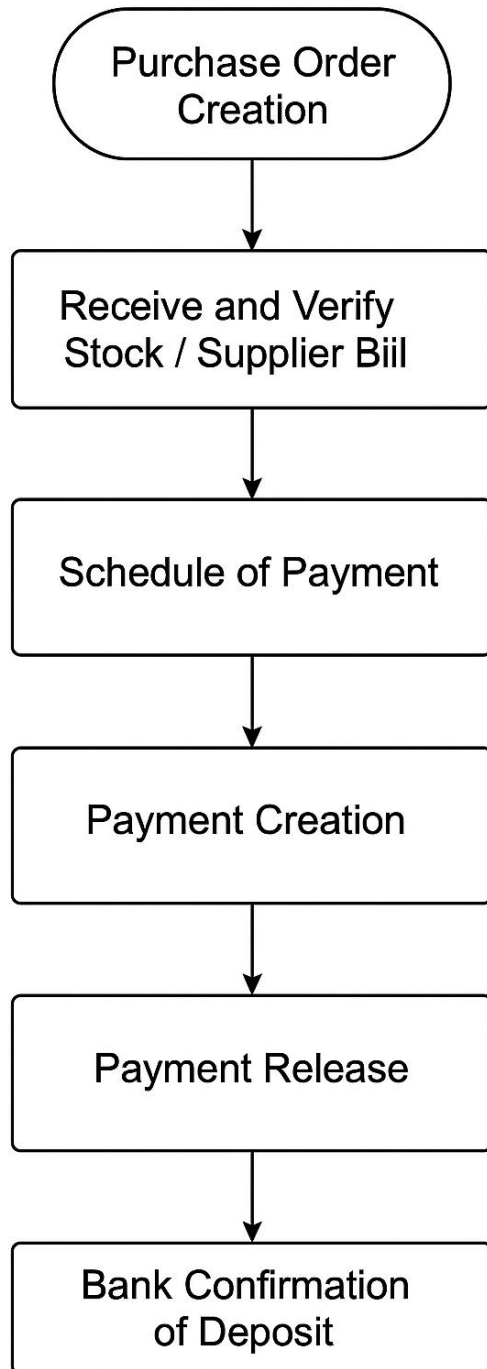 Purchase Order
Creation
Receive and Verify
Stock / Supplier Biil
Schedule of Payment
Payment Creation
Payment Release
Bank Confirmation
of Deposit